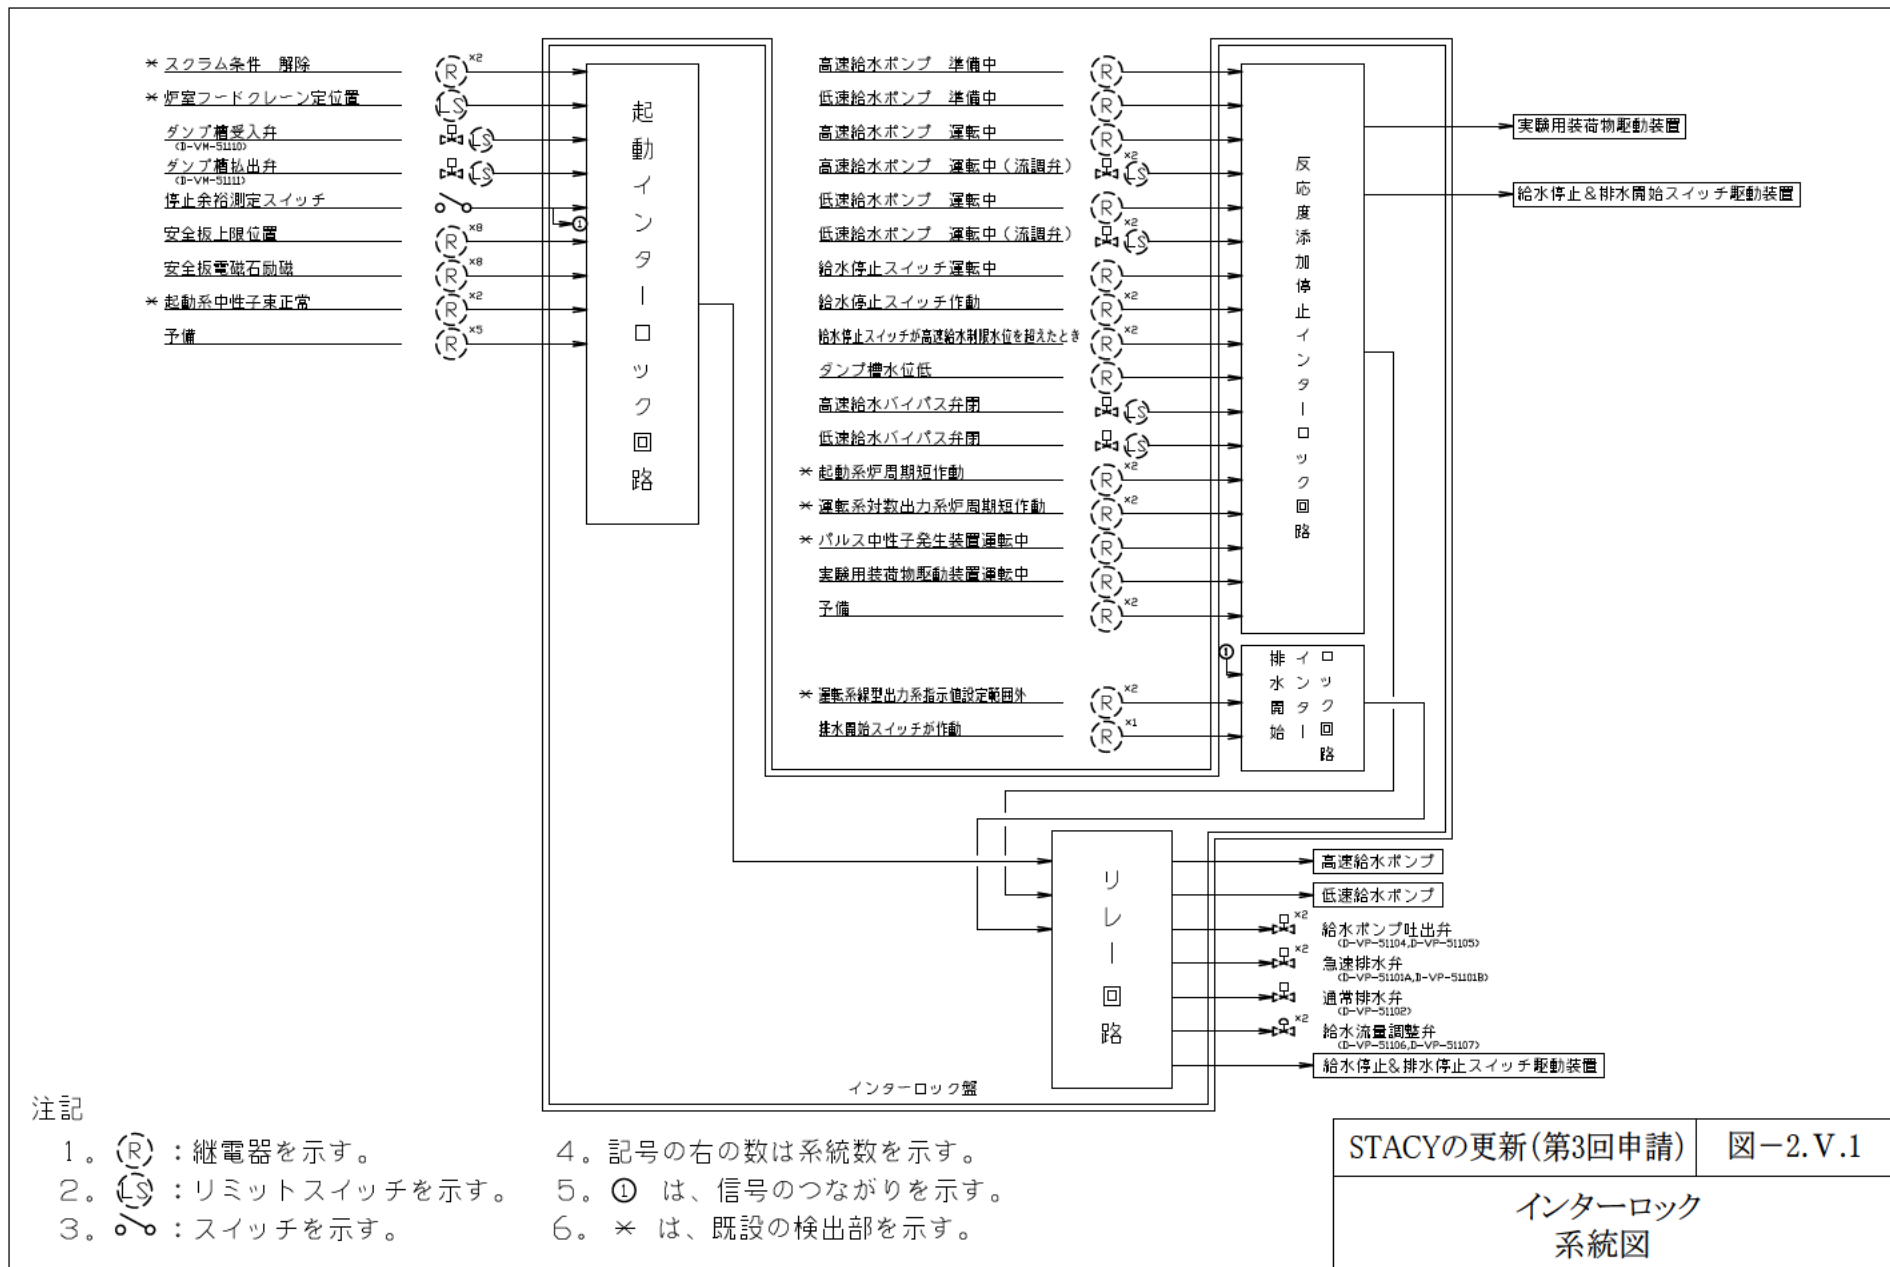 * スクラム条件　解除
R ×2
* 炉室フードクレーン定位置
LS
ダンプ槽受入弁
(D-VM-51110)
LS
ダンプ槽払出弁
(D-VM-51111)
LS
停止余裕測定スイッチ
①
安全板上限位置
R ×8
安全板電磁石励磁
R ×8
* 起動系中性子束正常
R ×2
予備
R ×5
起動インターロック回路
高速給水ポンプ　準備中
R
低速給水ポンプ　準備中
R
高速給水ポンプ　運転中
R
高速給水ポンプ　運転中（流調弁）
×2 LS
低速給水ポンプ　運転中
R
低速給水ポンプ　運転中（流調弁）
×2 LS
給水停止スイッチ運転中
R
給水停止スイッチ作動
R ×2
給水停止スイッチが高速給水制限水位を超えたとき
R ×2
ダンプ槽水位低
R
高速給水バイパス弁閉
LS
低速給水バイパス弁閉
LS
* 起動系炉周期短作動
R ×2
* 運転系対数出力系炉周期短作動
R ×2
* パルス中性子発生装置運転中
R
実験用装荷物駆動装置運転中
R
予備
R ×2
反応度添加停止インターロック回路
実験用装荷物駆動装置
給水停止＆排水開始スイッチ駆動装置
①
* 運転系線型出力系指示値設定範囲外
R ×2
排水開始スイッチが作動
R ×1
排水開始
インター
ロック回路
リレー回路
高速給水ポンプ
低速給水ポンプ
×2 給水ポンプ吐出弁
(D-VP-51104,D-VP-51105)
×2 急速排水弁
(D-VP-51101A,D-VP-51101B)
通常排水弁
(D-VP-51102)
×2 給水流量調整弁
(D-VP-51106,D-VP-51107)
給水停止&排水停止スイッチ駆動装置
インターロック盤
注記
1。 R ：継電器を示す。
2。 LS ：リミットスイッチを示す。
3。 ：スイッチを示す。
4。記号の右の数は系統数を示す。
5。① は、信号のつながりを示す。
6。 * は、既設の検出部を示す。
STACYの更新(第3回申請)
図－2.Ⅴ.1
インターロック
系統図